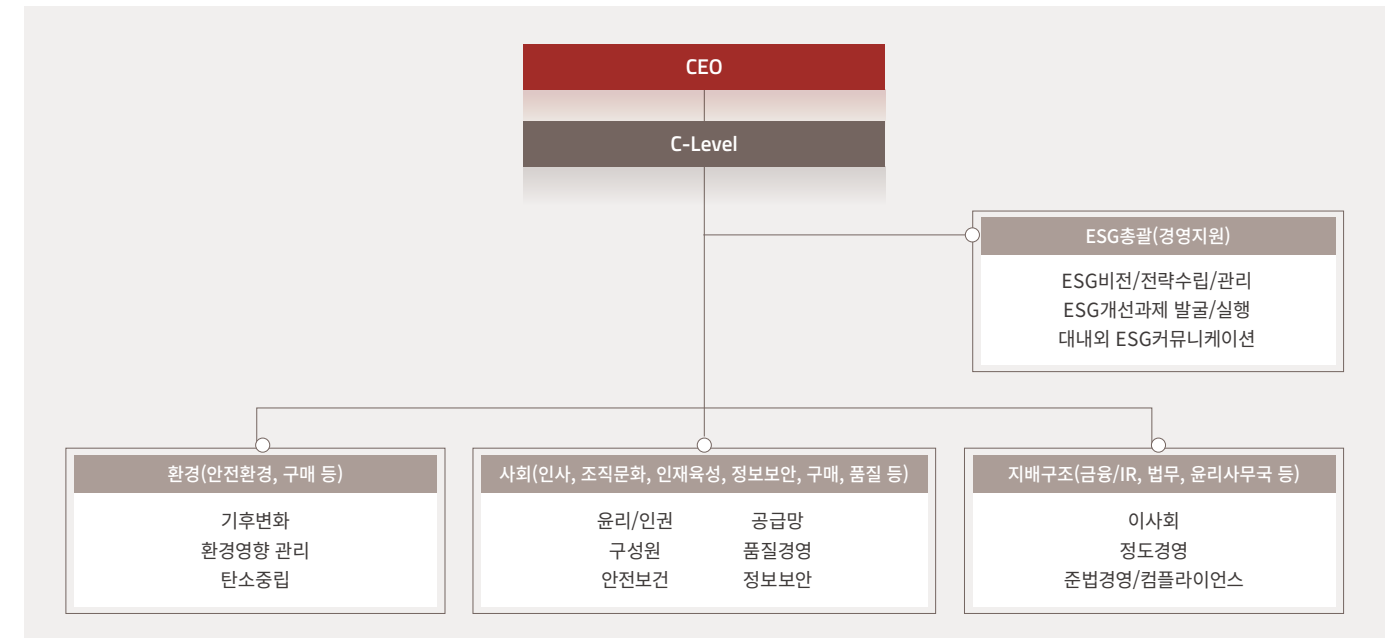 CEO
C-Level
ESG총괄(경영지원)
ESG비전/전략수립/관리
ESG개선과제 발굴/실행
대내외 ESG커뮤니케이션
환경(안전환경, 구매 등)
기후변화
환경영향 관리
탄소중립
사회(인사, 조직문화, 인재육성, 정보보안, 구매, 품질 등)
윤리/인권 공급망
구성원 품질경영
안전보건 정보보안
지배구조(금융/IR, 법무, 윤리사무국 등)
이사회
정도경영
준법경영/컴플라이언스